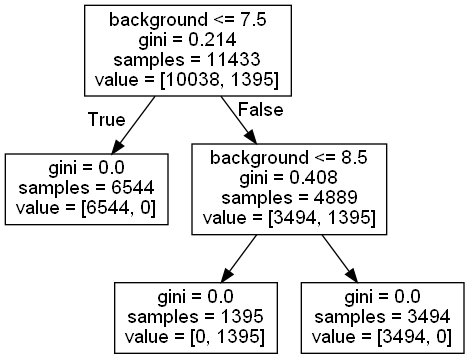 background <= 7.5
gini = 0.214
samples = 11433
value = [10038, 1395]
True
False
gini = 0.0
samples = 6544
value = [6544, 0]
background <= 8.5
gini = 0.408
samples = 4889
value = [3494, 1395]
gini = 0.0
samples = 1395
value = [0, 1395]
gini = 0.0
samples = 3494
value = [3494, 0]